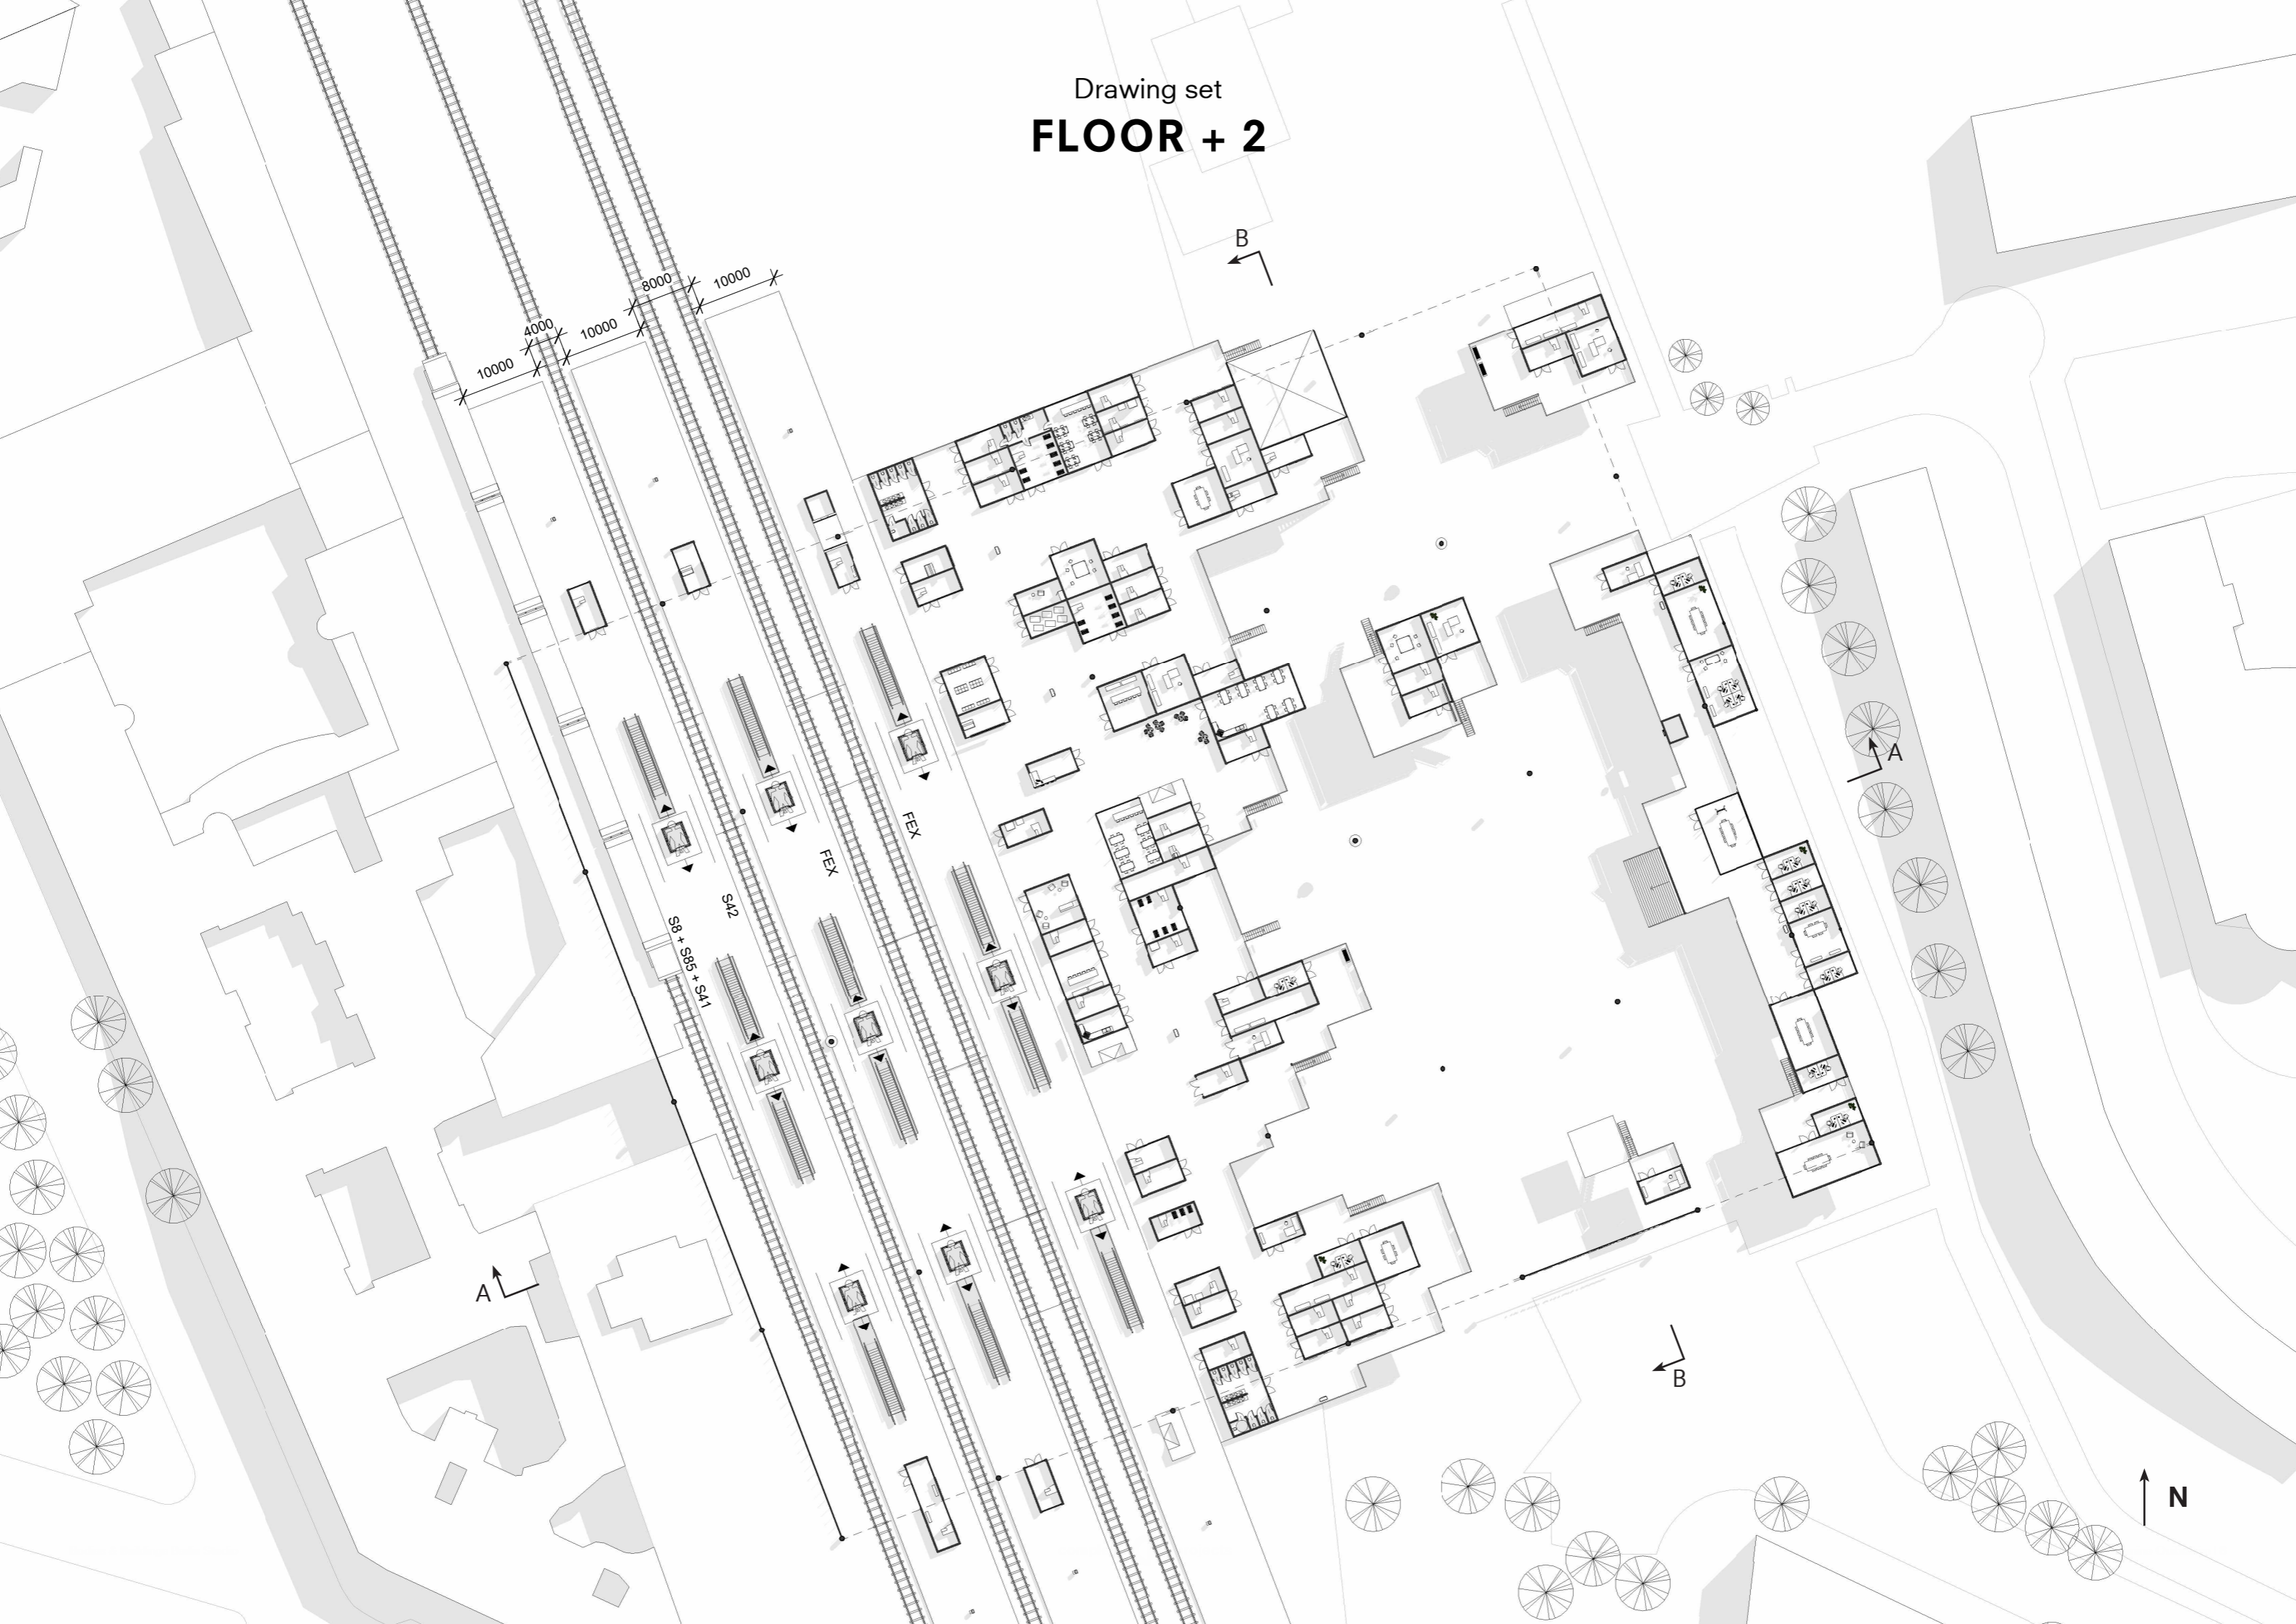 Drawing set
FLOOR + 2
B
10000
8000
10000
4000
10000
A
FEX
FEX
S42
S8 + S85 + S41
A
B
N